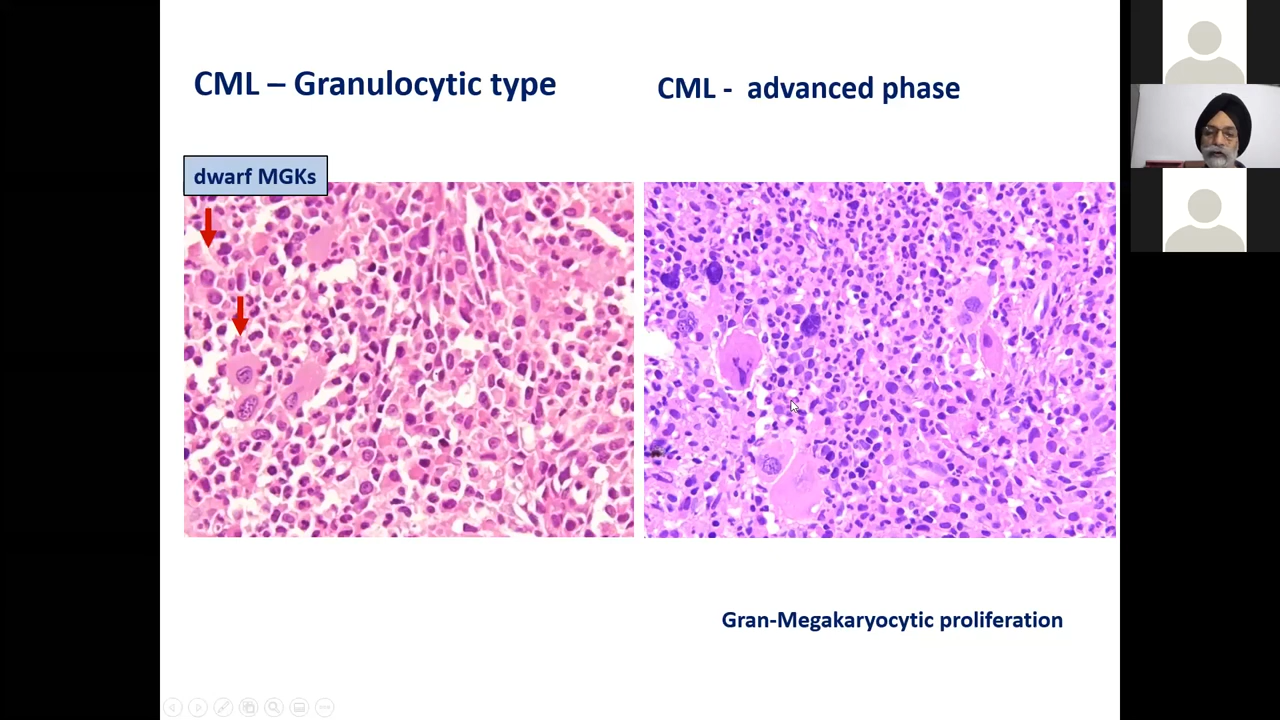 CML – Granulocytic type
CML - advanced phase
dwarf MGKs
Gran-Megakaryocytic proliferation